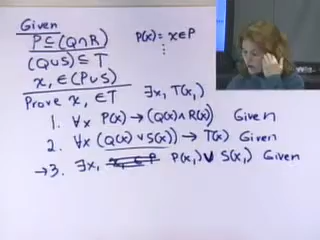 Given
P⊆(Q∩R) P(x)= x∈P
(Q∪S)⊆T ⋮
x₁∈(P∪S)
Prove x₁∈T ∃x₁ T(x₁)
1. ∀x P(x)→(Q(x)∧R(x)) Given
2. ∀x (Q(x)∨S(x))→T(x) Given
→3. ∃x₁ P(x₁)∨S(x₁) Given